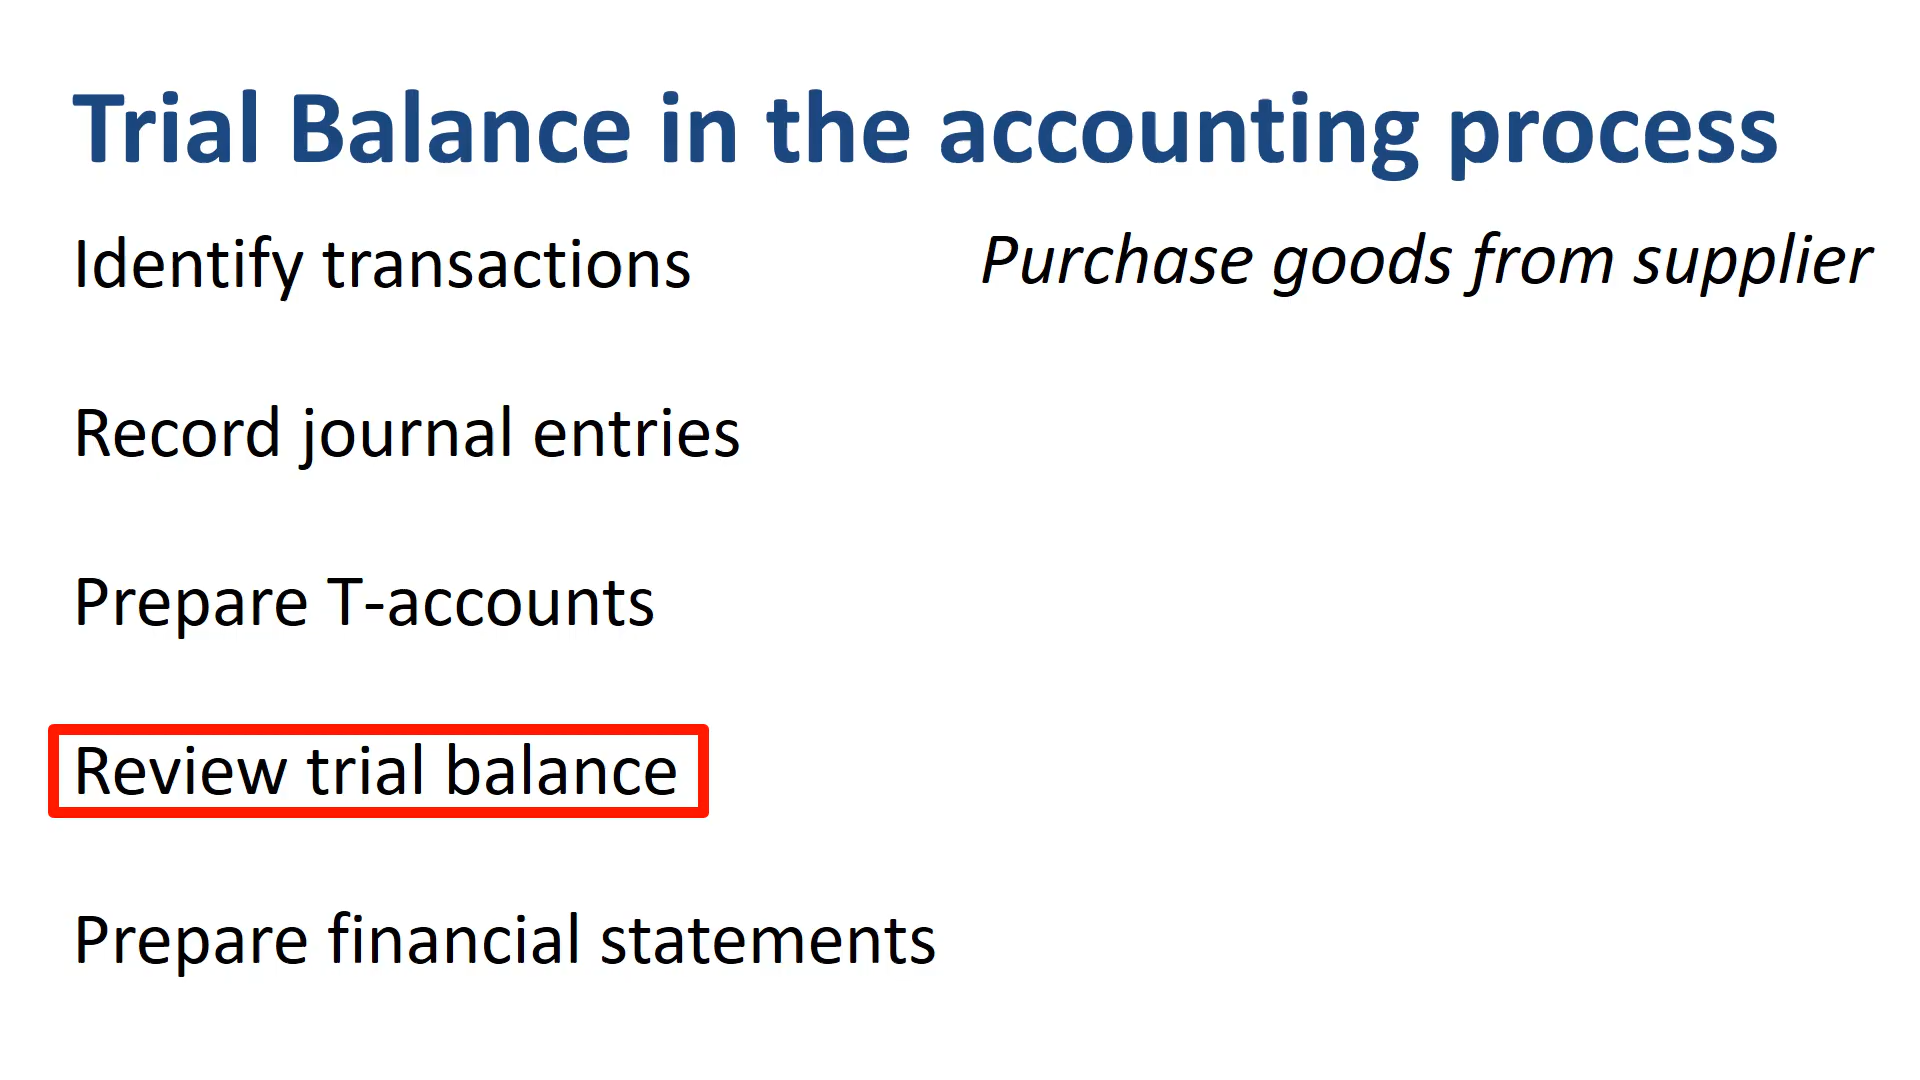 Trial Balance in the accounting process
Identify transactions
Purchase goods from supplier
Record journal entries
Prepare T-accounts
Review trial balance
Prepare financial statements